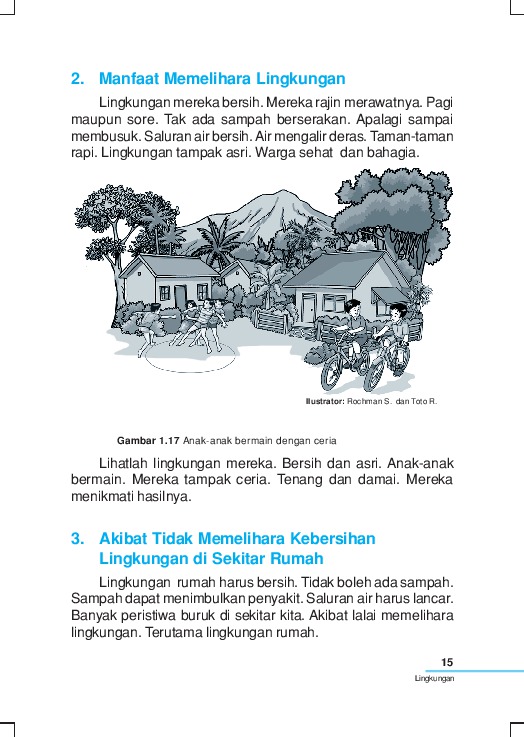 2. Manfaat Memelihara Lingkungan
Lingkungan mereka bersih. Mereka rajin merawatnya. Pagi
maupun sore. Tak ada sampah berserakan. Apalagi sampai
membusuk. Saluran air bersih. Air mengalir deras. Taman-taman
rapi. Lingkungan tampak asri. Warga sehat dan bahagia.
Ilustrator: Rochman S. dan Toto R.
Gambar 1.17 Anak-anak bermain dengan ceria
Lihatlah lingkungan mereka. Bersih dan asri. Anak-anak
bermain. Mereka tampak ceria. Tenang dan damai. Mereka
menikmati hasilnya.
3. Akibat Tidak Memelihara Kebersihan
Lingkungan di Sekitar Rumah
Lingkungan rumah harus bersih. Tidak boleh ada sampah.
Sampah dapat menimbulkan penyakit. Saluran air harus lancar.
Banyak peristiwa buruk di sekitar kita. Akibat lalai memelihara
lingkungan. Terutama lingkungan rumah.
15
Lingkungan